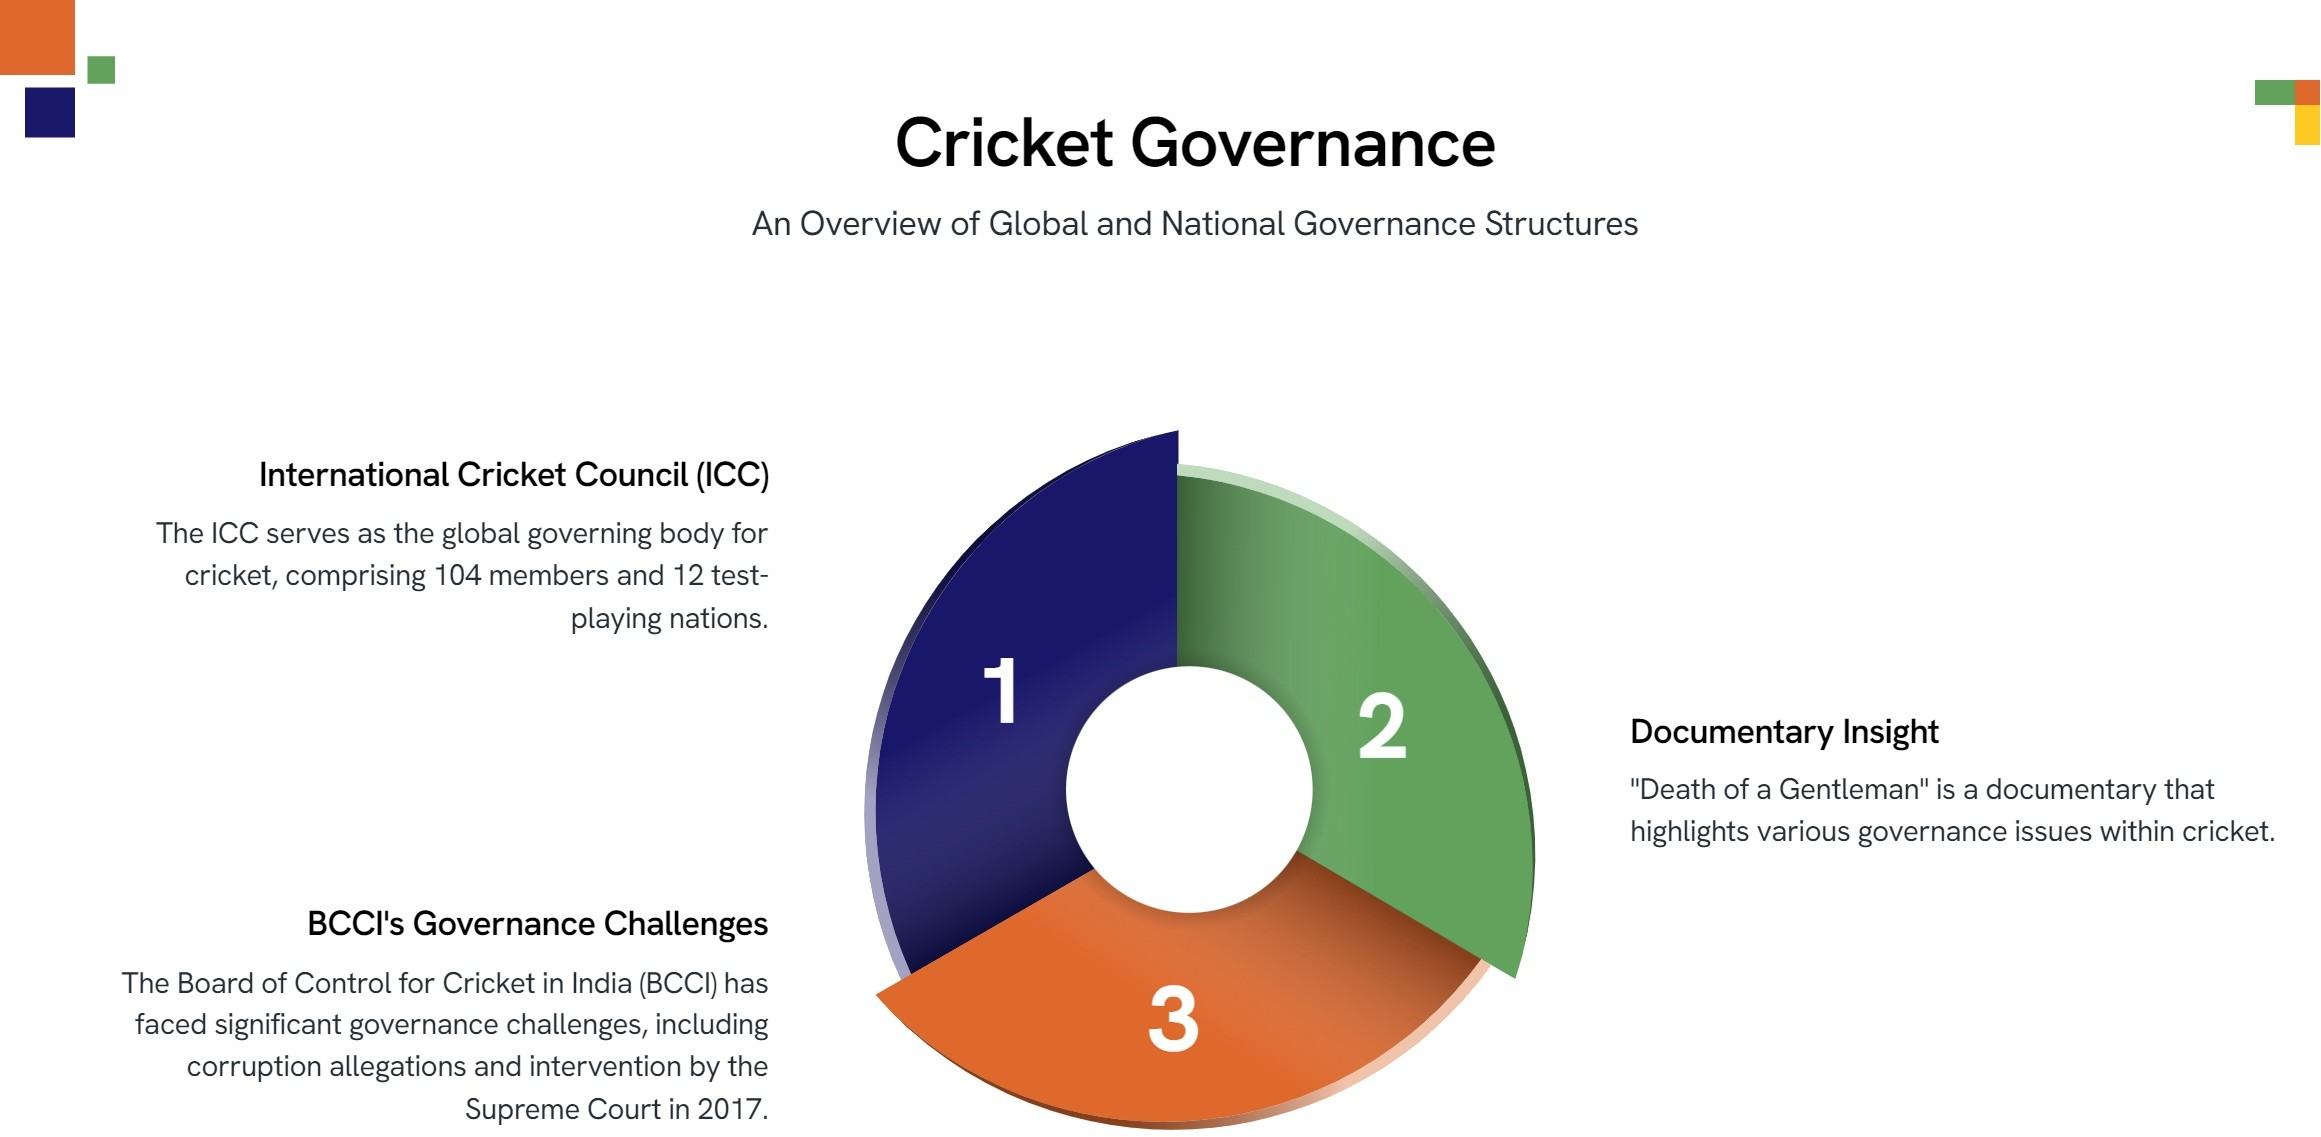 Cricket Governance
An Overview of Global and National Governance Structures
International Cricket Council (ICC)
The ICC serves as the global governing body for
cricket, comprising 104 members and 12 test-
playing nations.
1
2
Documentary Insight
"Death of a Gentleman" is a documentary that
highlights various governance issues within cricket.
BCCI's Governance Challenges
The Board of Control for Cricket in India (BCCI) has
faced significant governance challenges, including
corruption allegations and intervention by the
Supreme Court in 2017.
3